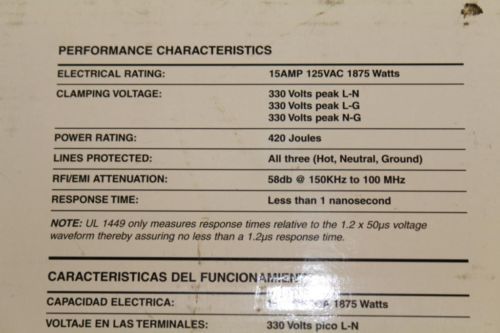 PERFORMANCE CHARACTERISTICS
ELECTRICAL RATING: 15AMP 125VAC 1875 Watts
CLAMPING VOLTAGE: 330 Volts peak L-N
330 Volts peak L-G
330 Volts peak N-G
POWER RATING: 420 Joules
LINES PROTECTED: All three (Hot, Neutral, Ground)
RFI/EMI ATTENUATION: 58db @ 150KHz to 100 MHz
RESPONSE TIME: Less than 1 nanosecond
NOTE: UL 1449 only measures response times relative to the 1.2 x 50µs voltage
waveform thereby assuring no less than a 1.2µs response time.
CARACTERISTICAS DEL FUNCIONAMIENTO
CAPACIDAD ELECTRICA: 1875 Watts
VOLTAJE EN LAS TERMINALES: 330 Volts pico L-N